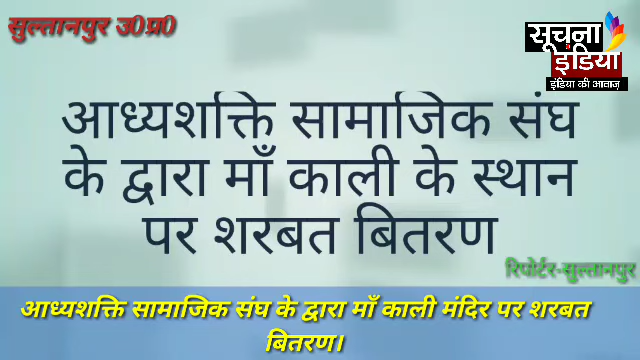 सुल्तानपुर उ0प्र0
सूचना
इंडिया
इंडिया की आवाज़
आध्यशक्ति सामाजिक संघ
के द्वारा माँ काली के स्थान
पर शरबत बितरण
रिपोर्टर-सुल्तानपुर
आध्यशक्ति सामाजिक संघ के द्वारा माँ काली मंदिर पर शरबत
बितरण।